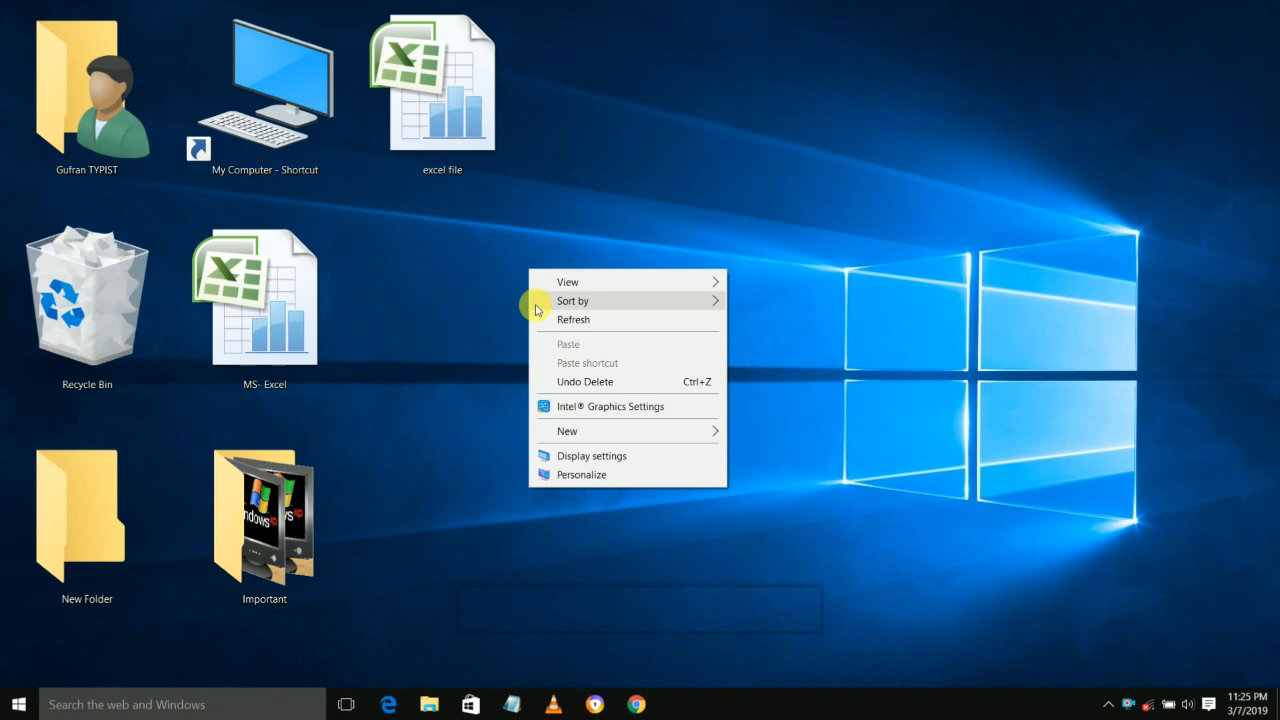 Gufran TYPIST
My Computer - Shortcut
excel file
Recycle Bin
MS- Excel
New Folder
Important
View
Sort by
Refresh
Paste
Paste shortcut
Undo Delete Ctrl+Z
Intel® Graphics Settings
New
Display settings
Personalize
Search the web and Windows
11:25 PM
3/7/2019